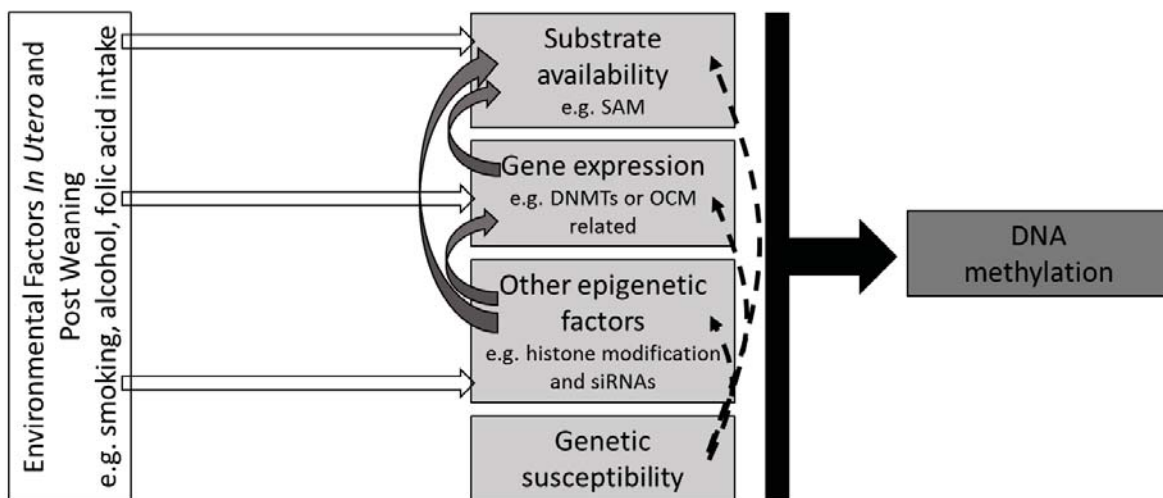 Environmental Factors In Utero and
Post Weaning
e.g. smoking, alcohol, folic acid intake
Substrate
availability
e.g. SAM
Gene expression
e.g. DNMTs or OCM
related
Other epigenetic
factors
e.g. histone modification
and siRNAs
Genetic
susceptibility
DNA
methylation